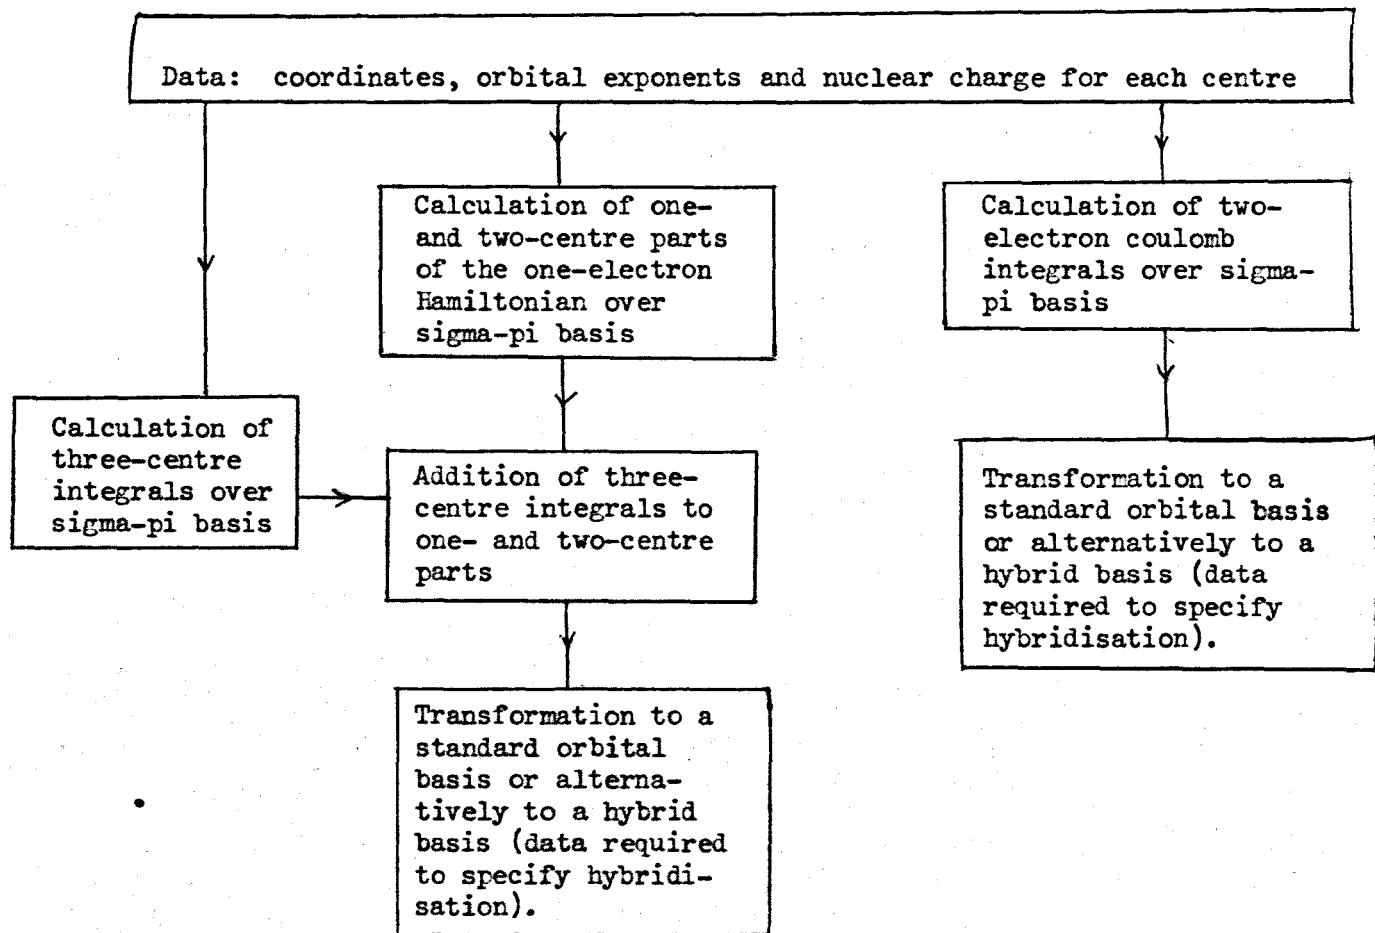 Data: coordinates, orbital exponents and nuclear charge for each centre
Calculation of one-
and two-centre parts
of the one-electron
Hamiltonian over
sigma-pi basis
Calculation of two-
electron coulomb
integrals over sigma-
pi basis
Calculation of
three-centre
integrals over
sigma-pi basis
Addition of three-
centre integrals to
one- and two-centre
parts
Transformation to a
standard orbital basis
or alternatively to a
hybrid basis (data
required to specify
hybridisation).
Transformation to a
standard orbital
basis or alterna-
tively to a hybrid
basis (data required
to specify hybridi-
sation).